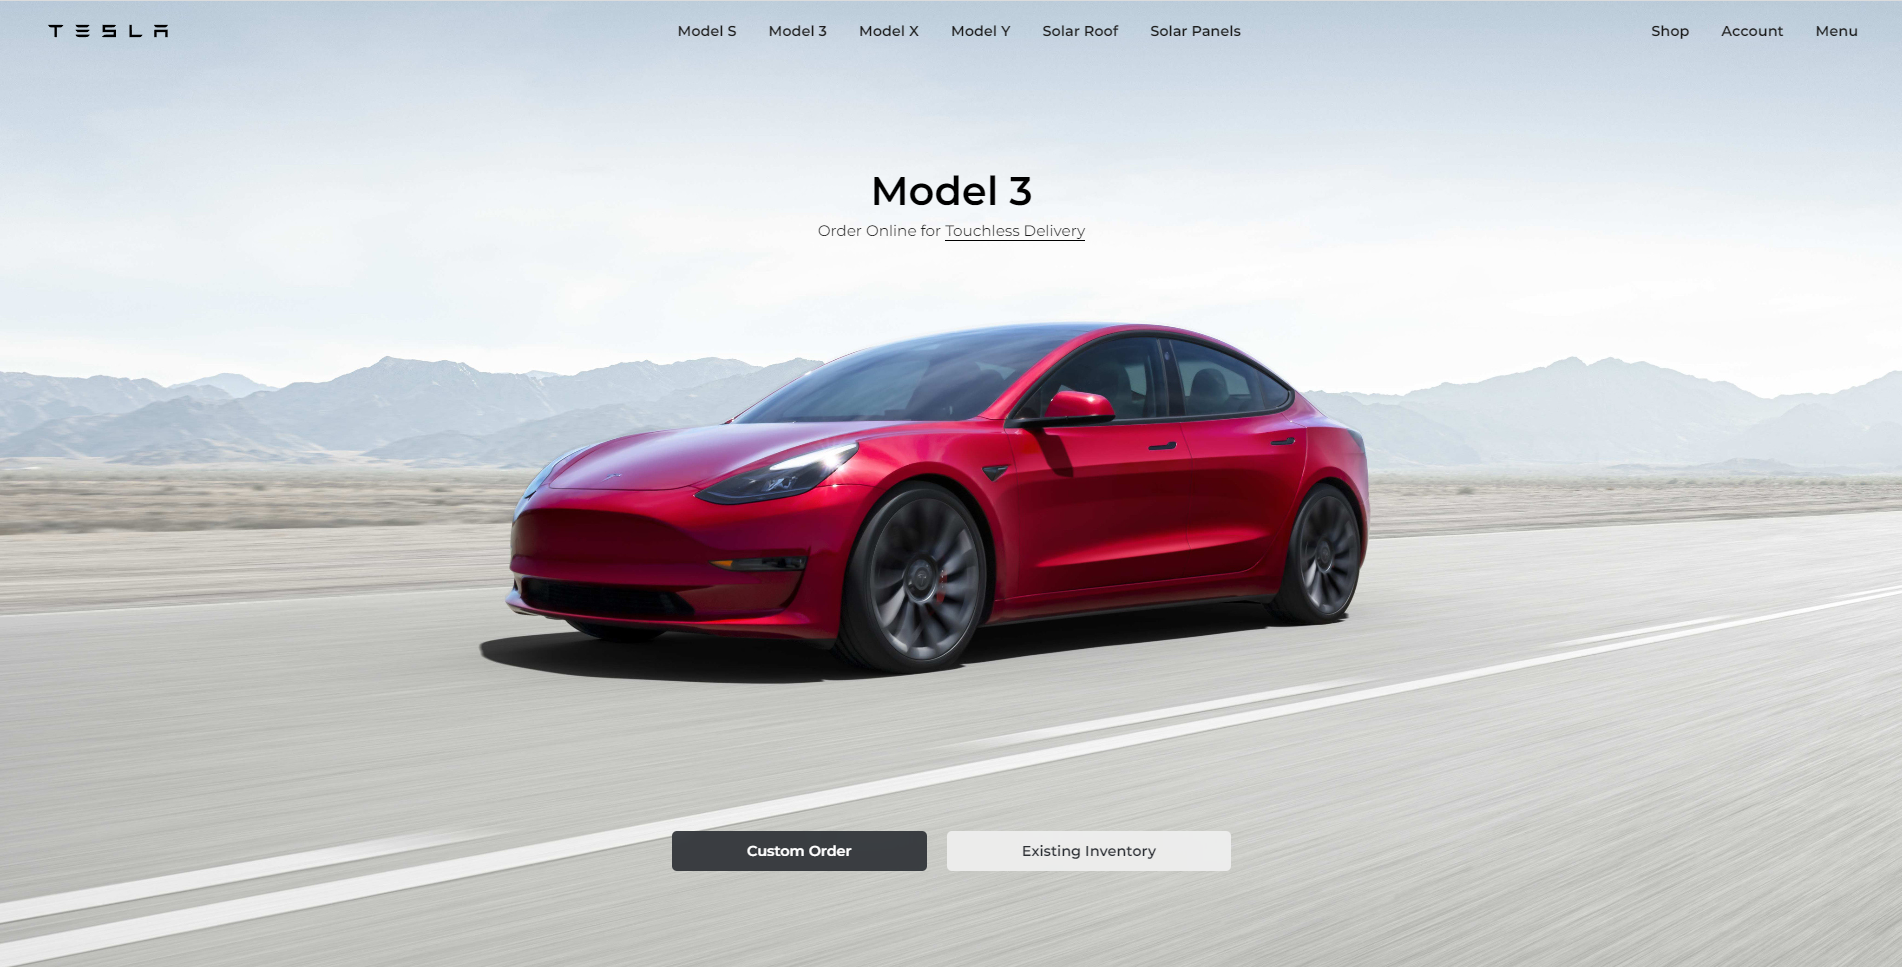 TESLA
Model S Model 3 Model X Model Y Solar Roof Solar Panels
Shop Account Menu
Model 3
Order Online for Touchless Delivery
Custom Order
Existing Inventory